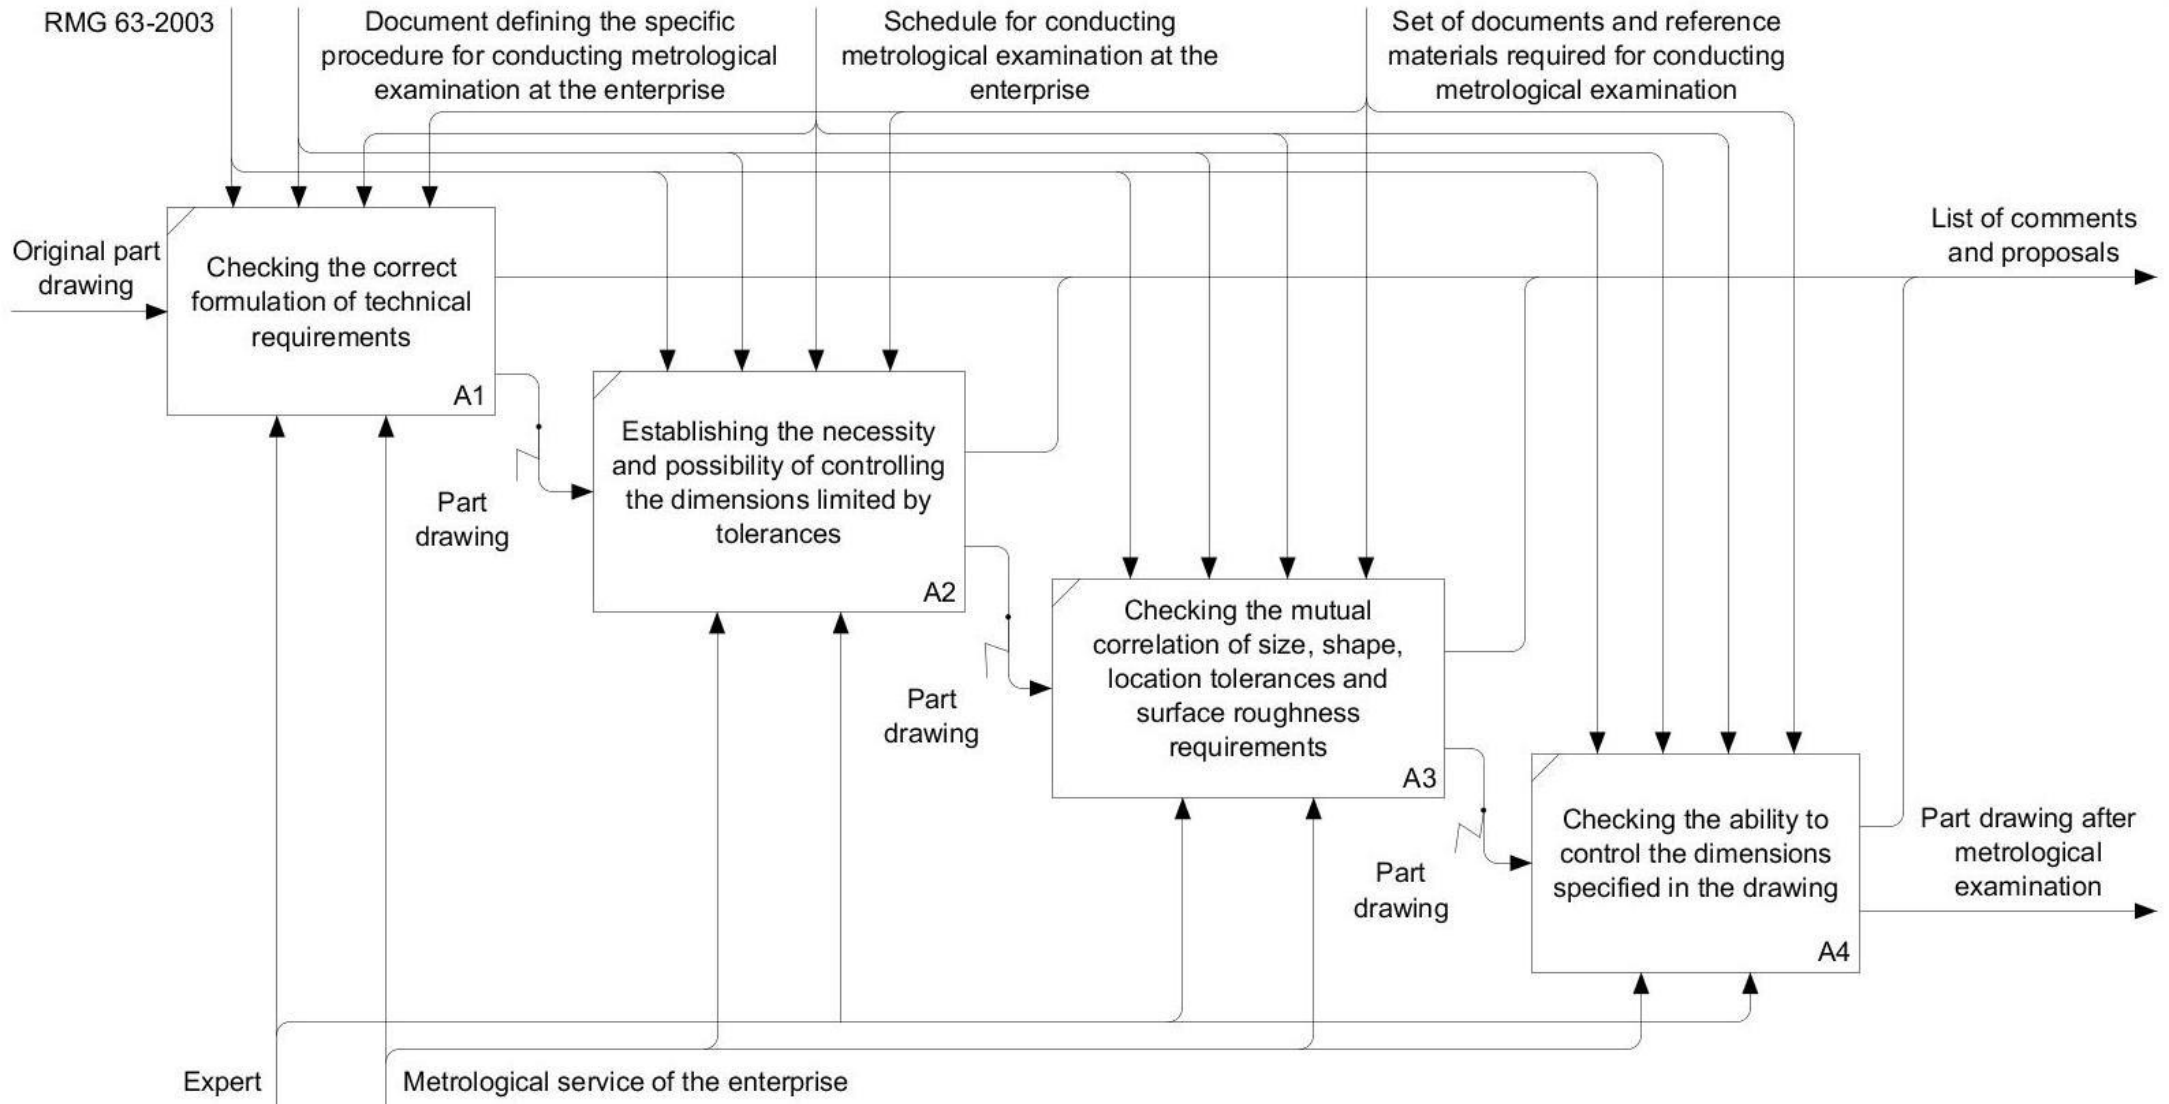 RMG 63-2003
Document defining the specific
procedure for conducting metrological
examination at the enterprise
Schedule for conducting
metrological examination at the
enterprise
Set of documents and reference
materials required for conducting
metrological examination
Original part
drawing
Checking the correct
formulation of technical
requirements
A1
List of comments
and proposals
Part
drawing
Establishing the necessity
and possibility of controlling
the dimensions limited by
tolerances
A2
Part
drawing
Checking the mutual
correlation of size, shape,
location tolerances and
surface roughness
requirements
A3
Part
drawing
Checking the ability to
control the dimensions
specified in the drawing
A4
Part drawing after
metrological
examination
Expert
Metrological service of the enterprise